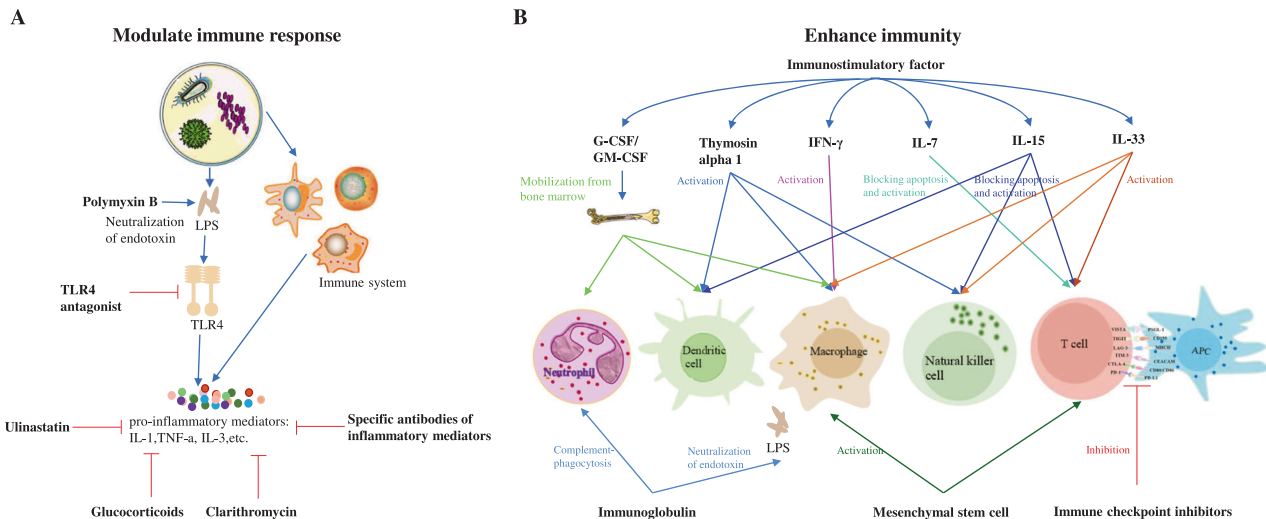 A
Modulate immune response
Polymyxin B
Neutralization
of endotoxin
LPS
Immune system
TLR4
antagonist
TLR4
pro-inflammatory mediators:
IL-1,TNF-a, IL-3,etc.
Ulinastatin
Specific antibodies of
inflammatory mediators
Glucocorticoids
Clarithromycin
B
Enhance immunity
Immunostimulatory factor
G-CSF/
GM-CSF
Thymosin
alpha 1
IFN-γ
IL-7
IL-15
IL-33
Mobilization from
bone marrow
Activation
Activation
Blocking apoptosis
and activation
Blocking apoptosis
and activation
Activation
Neutrophil
Dendritic
cell
Macrophage
Natural killer
cell
T cell
VISTA
TIGIT
LAG-3
TIM-3
CTLA-4
PD-1
PSGL-1
CD155
MHCII
CEACAM
CD80/CD86
PD-L1
APC
LPS
Complement-
phagocytosis
Neutralization
of endotoxin
Activation
Inhibition
Immunoglobulin
Mesenchymal stem cell
Immune checkpoint inhibitors